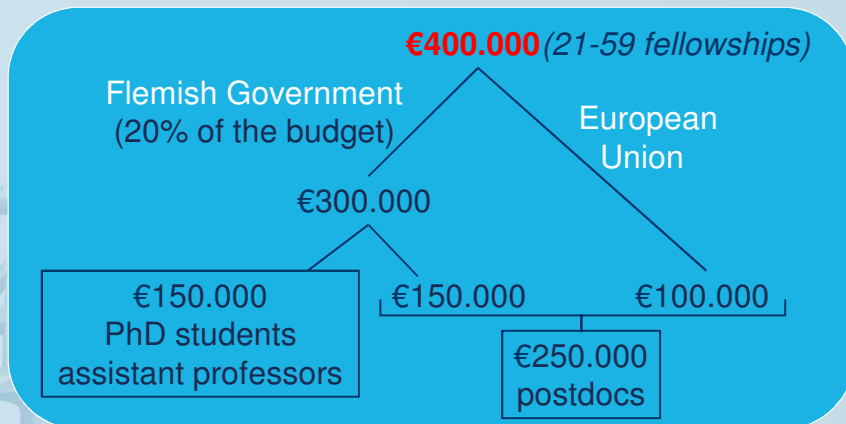 €400.000 (21-59 fellowships)
Flemish Government
(20% of the budget)
European
Union
€300.000
€150.000
PhD students
assistant professors
€150.000
€100.000
€250.000
postdocs